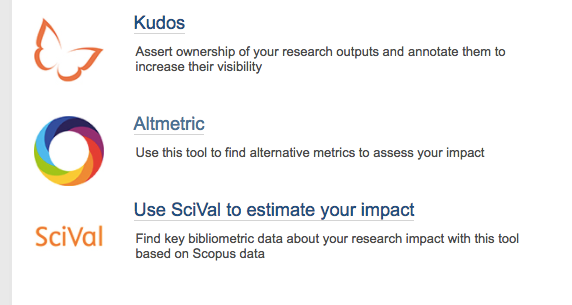 Kudos
Assert ownership of your research outputs and annotate them to
increase their visibility
Altmetric
Use this tool to find alternative metrics to assess your impact
Use SciVal to estimate your impact
SciVal
Find key bibliometric data about your research impact with this tool
based on Scopus data